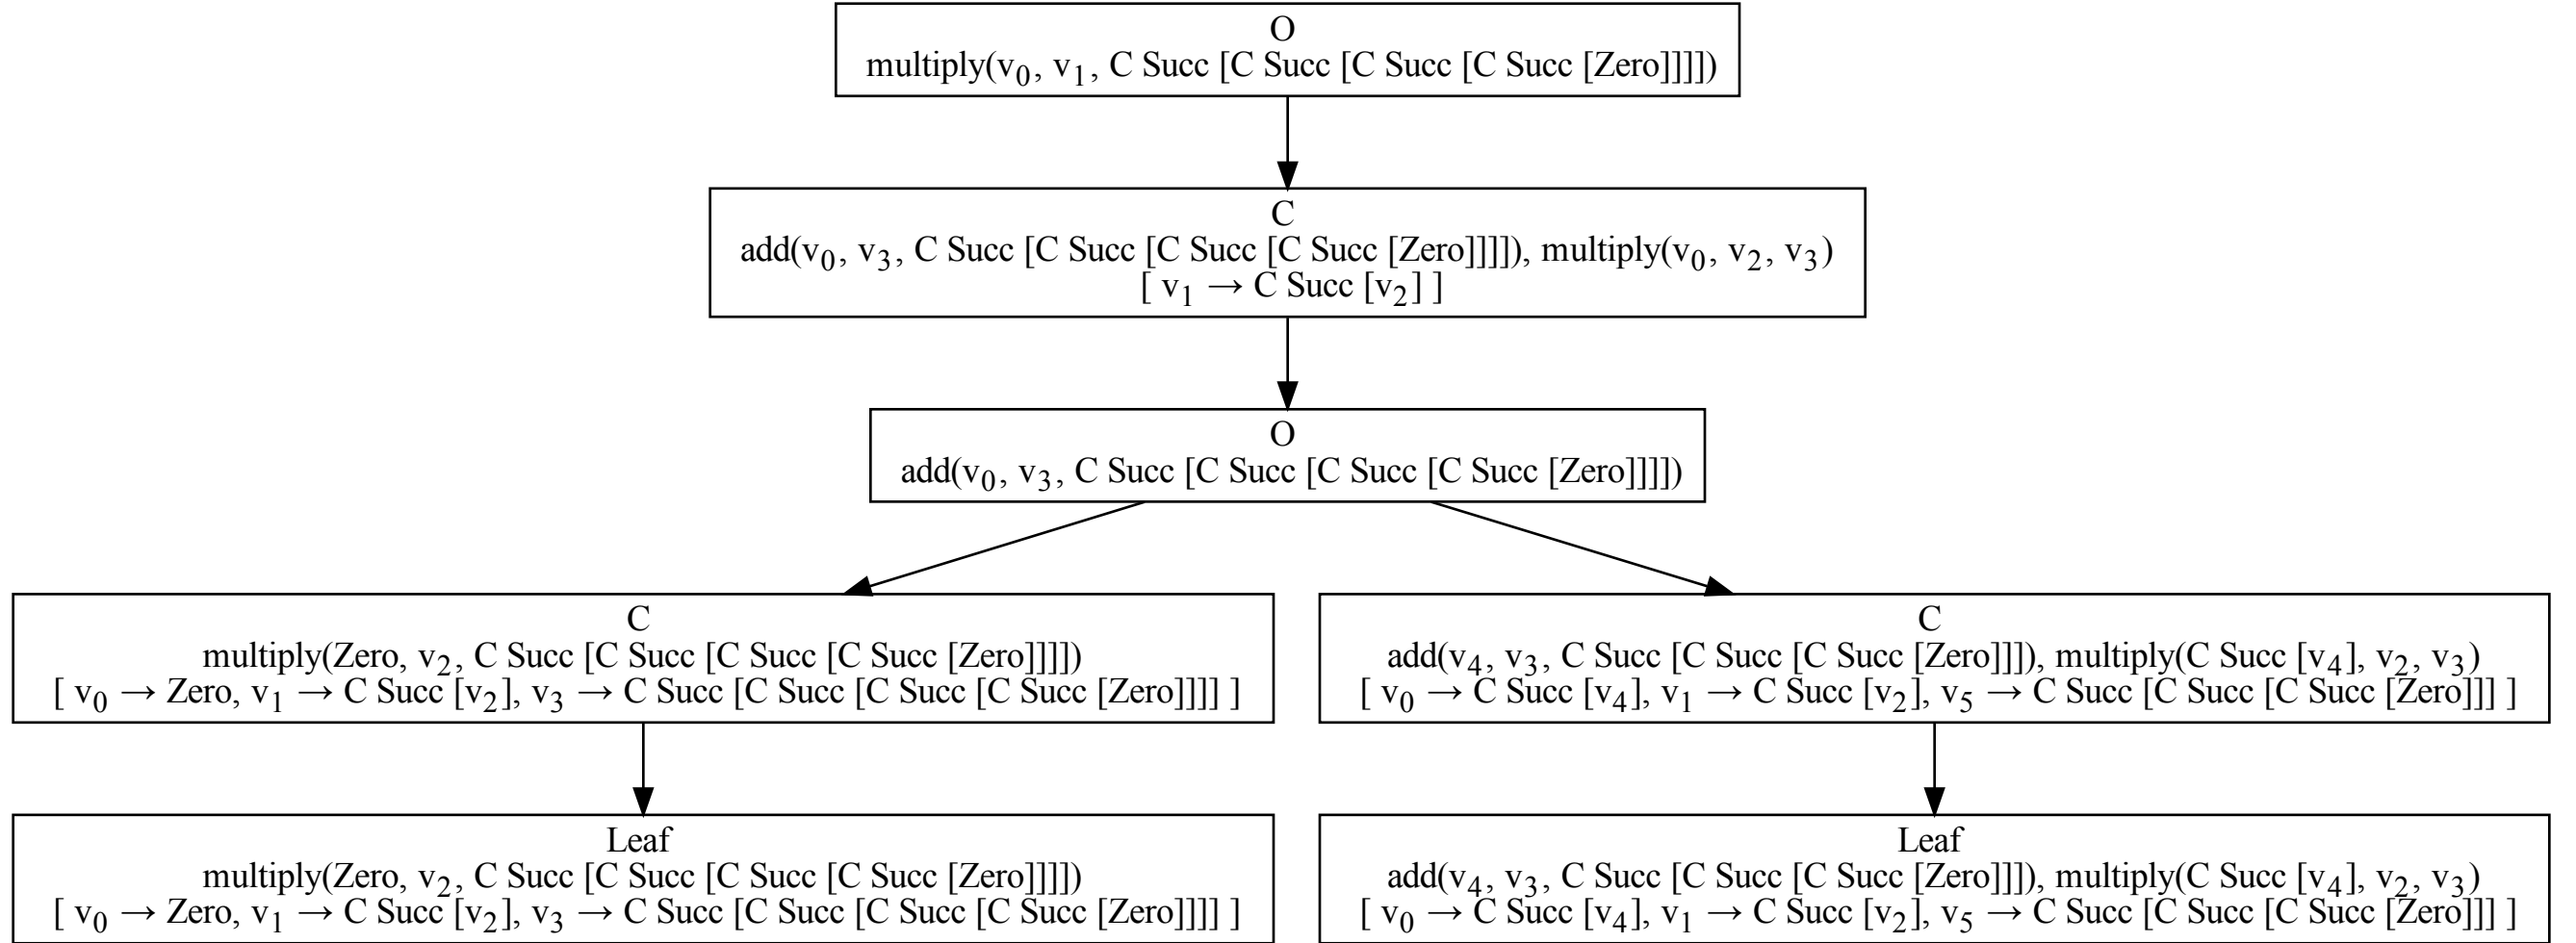 O
multiply(v₀, v₁, C Succ [C Succ [C Succ [C Succ [Zero]]]])
C
add(v₀, v₃, C Succ [C Succ [C Succ [C Succ [Zero]]]]), multiply(v₀, v₂, v₃)
[ v₁ → C Succ [v₂] ]
O
add(v₀, v₃, C Succ [C Succ [C Succ [C Succ [Zero]]]])
C
multiply(Zero, v₂, C Succ [C Succ [C Succ [C Succ [Zero]]]])
[ v₀ → Zero, v₁ → C Succ [v₂], v₃ → C Succ [C Succ [C Succ [C Succ [Zero]]]] ]
C
add(v₄, v₃, C Succ [C Succ [C Succ [Zero]]]), multiply(C Succ [v₄], v₂, v₃)
[ v₀ → C Succ [v₄], v₁ → C Succ [v₂], v₅ → C Succ [C Succ [C Succ [Zero]]] ]
Leaf
multiply(Zero, v₂, C Succ [C Succ [C Succ [C Succ [Zero]]]])
[ v₀ → Zero, v₁ → C Succ [v₂], v₃ → C Succ [C Succ [C Succ [C Succ [Zero]]]] ]
Leaf
add(v₄, v₃, C Succ [C Succ [C Succ [Zero]]]), multiply(C Succ [v₄], v₂, v₃)
[ v₀ → C Succ [v₄], v₁ → C Succ [v₂], v₅ → C Succ [C Succ [C Succ [Zero]]] ]